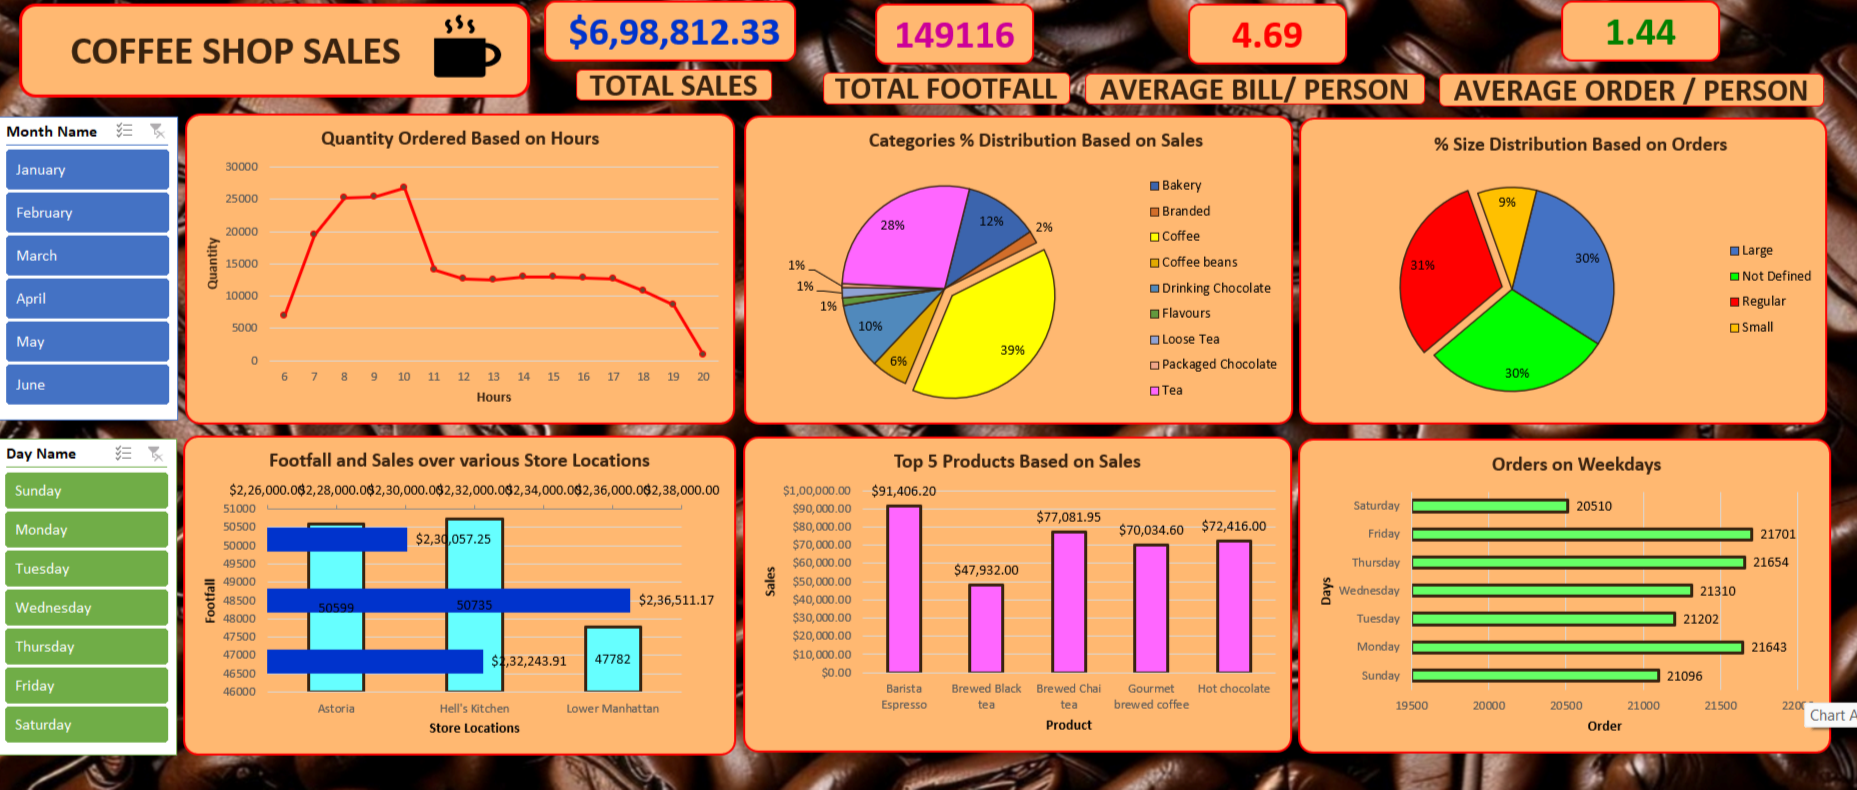 COFFEE SHOP SALES
$6,98,812.33
TOTAL SALES
149116
TOTAL FOOTFALL
4.69
AVERAGE BILL/ PERSON
1.44
AVERAGE ORDER / PERSON
Month Name
January
February
March
April
May
June
Day Name
Sunday
Monday
Tuesday
Wednesday
Thursday
Friday
Saturday
Quantity Ordered Based on Hours
Quantity
30000
25000
20000
15000
10000
5000
0
6 7 8 9 10 11 12 13 14 15 16 17 18 19 20
Hours
Categories % Distribution Based on Sales
28%
12%
2%
39%
6%
10%
1%
1%
1%
Bakery
Branded
Coffee
Coffee beans
Drinking Chocolate
Flavours
Loose Tea
Packaged Chocolate
Tea
% Size Distribution Based on Orders
9%
30%
31%
30%
Large
Not Defined
Regular
Small
Footfall and Sales over various Store Locations
$2,26,000.00 $2,28,000.00 $2,30,000.00 $2,32,000.00 $2,34,000.00 $2,36,000.00 $2,38,000.00
Footfall
51000
50500
50000
49500
49000
48500
48000
47500
47000
46500
46000
$2,30,057.25
$2,36,511.17
$2,32,243.91
50599
50735
47782
Astoria Hell's Kitchen Lower Manhattan
Store Locations
Top 5 Products Based on Sales
Sales
$1,00,000.00
$90,000.00
$80,000.00
$70,000.00
$60,000.00
$50,000.00
$40,000.00
$30,000.00
$20,000.00
$10,000.00
$0.00
$91,406.20
$47,932.00
$77,081.95
$70,034.60
$72,416.00
Barista Espresso
Brewed Black tea
Brewed Chai tea
Gourmet brewed coffee
Hot chocolate
Product
Orders on Weekdays
Days
Saturday 20510
Friday 21701
Thursday 21654
Wednesday 21310
Tuesday 21202
Monday 21643
Sunday 21096
19500 20000 20500 21000 21500
Order
Chart A